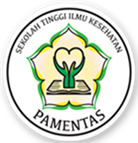 SEKOLAH TINGGI ILMU KESEHATAN
PAMENTAS